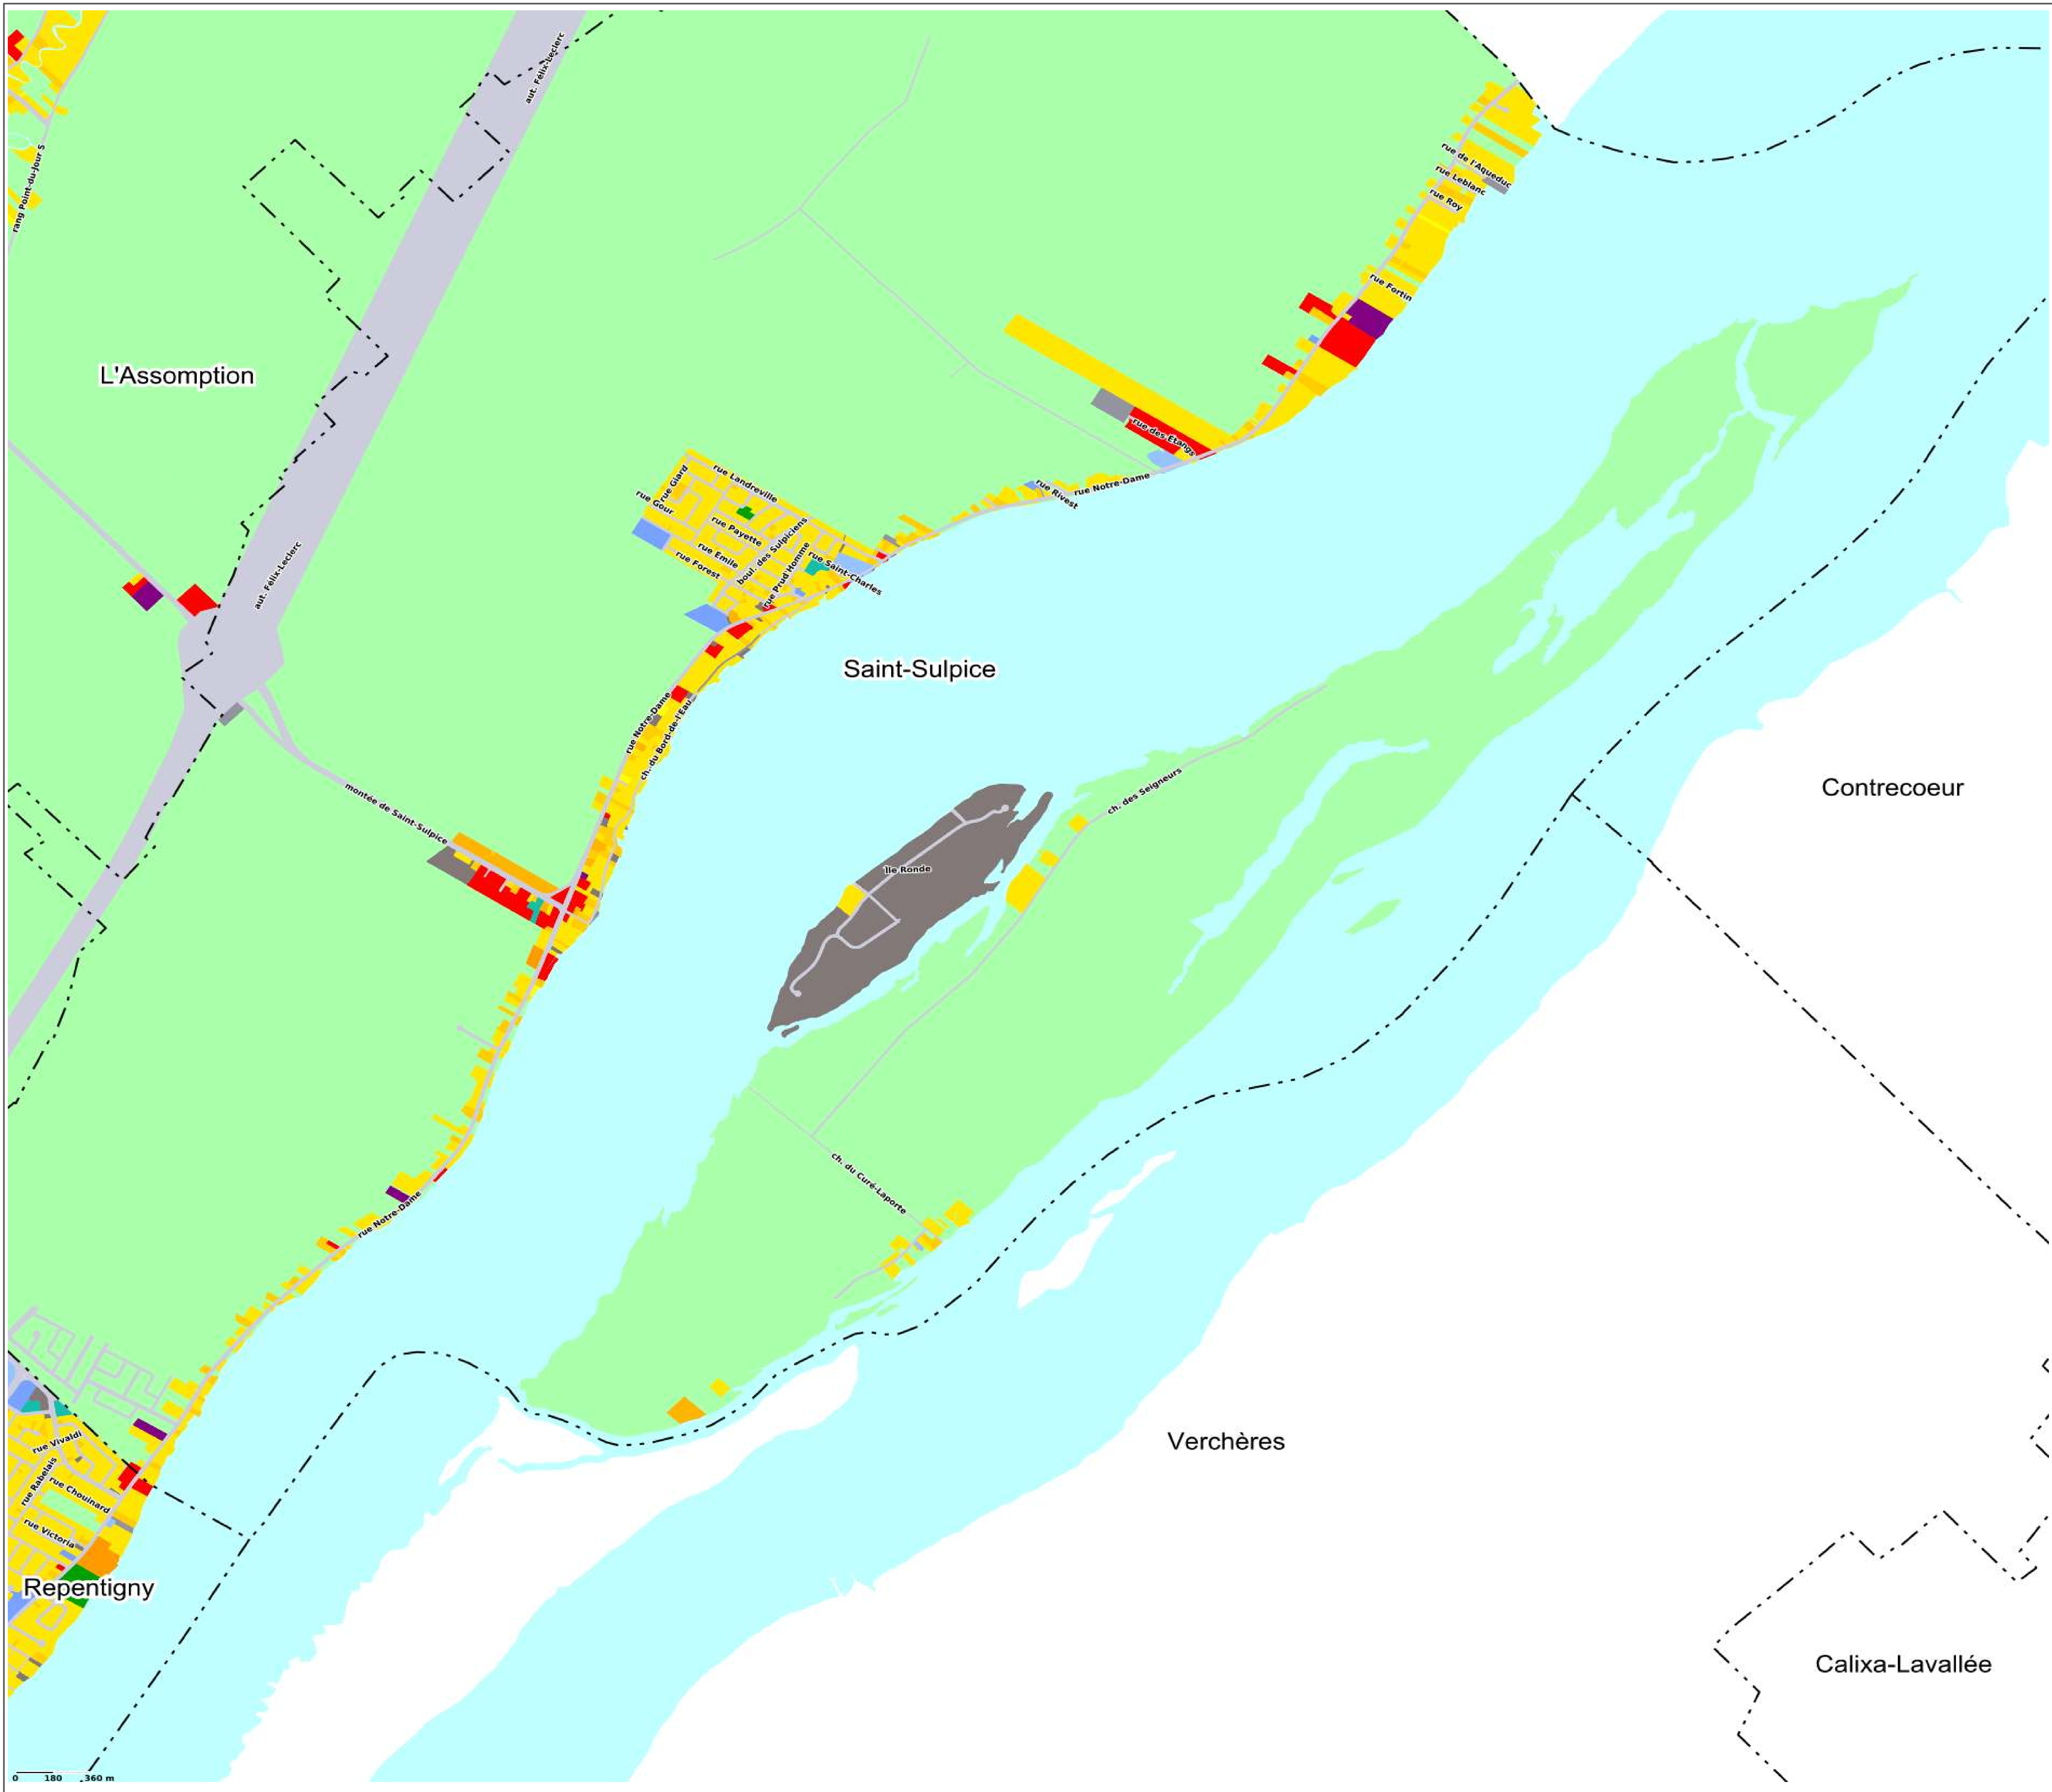 aut. Félix-Leclerc
rang Point-du-Jour S
rue de l'Aqueduc
rue Leblanc
rue Roy
rue Fortin
L'Assomption
rue des Étangs
rue Notre-Dame
rue Rivest
rue Landreville
rue Giard
rue Gour
rue Payette
boul. des Sulpiciens
rue Émile
rue Forest
rue Prud'Homme
rue Saint-Charles
aut. Félix-Leclerc
Saint-Sulpice
rue Notre-Dame
ch. du Bord-de-l'Eau
ch. des Seigneurs
Contrecoeur
montée de Saint-Sulpice
Île Ronde
ch. du Curé-Laporte
rue Notre-Dame
rue Vivaldi
rue Rabelais
rue Chouinard
rue Victoria
Verchères
Repentigny
Calixa-Lavallée
0 180 360 m